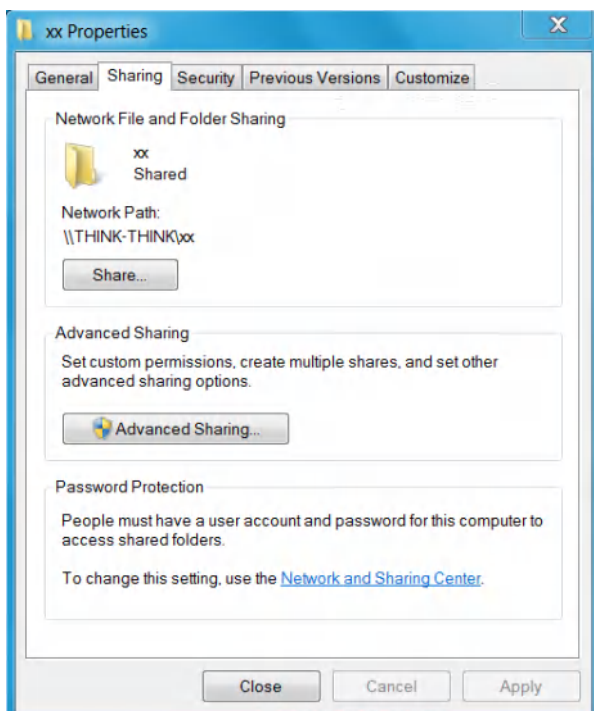 xx Properties
X
General Sharing Security Previous Versions Customize
Network File and Folder Sharing
xx
Shared
Network Path:
\\THINK-THINK\xx
Share...
Advanced Sharing
Set custom permissions, create multiple shares, and set other
advanced sharing options.
Advanced Sharing...
Password Protection
People must have a user account and password for this computer to
access shared folders.
To change this setting, use the Network and Sharing Center.
Close Cancel Apply